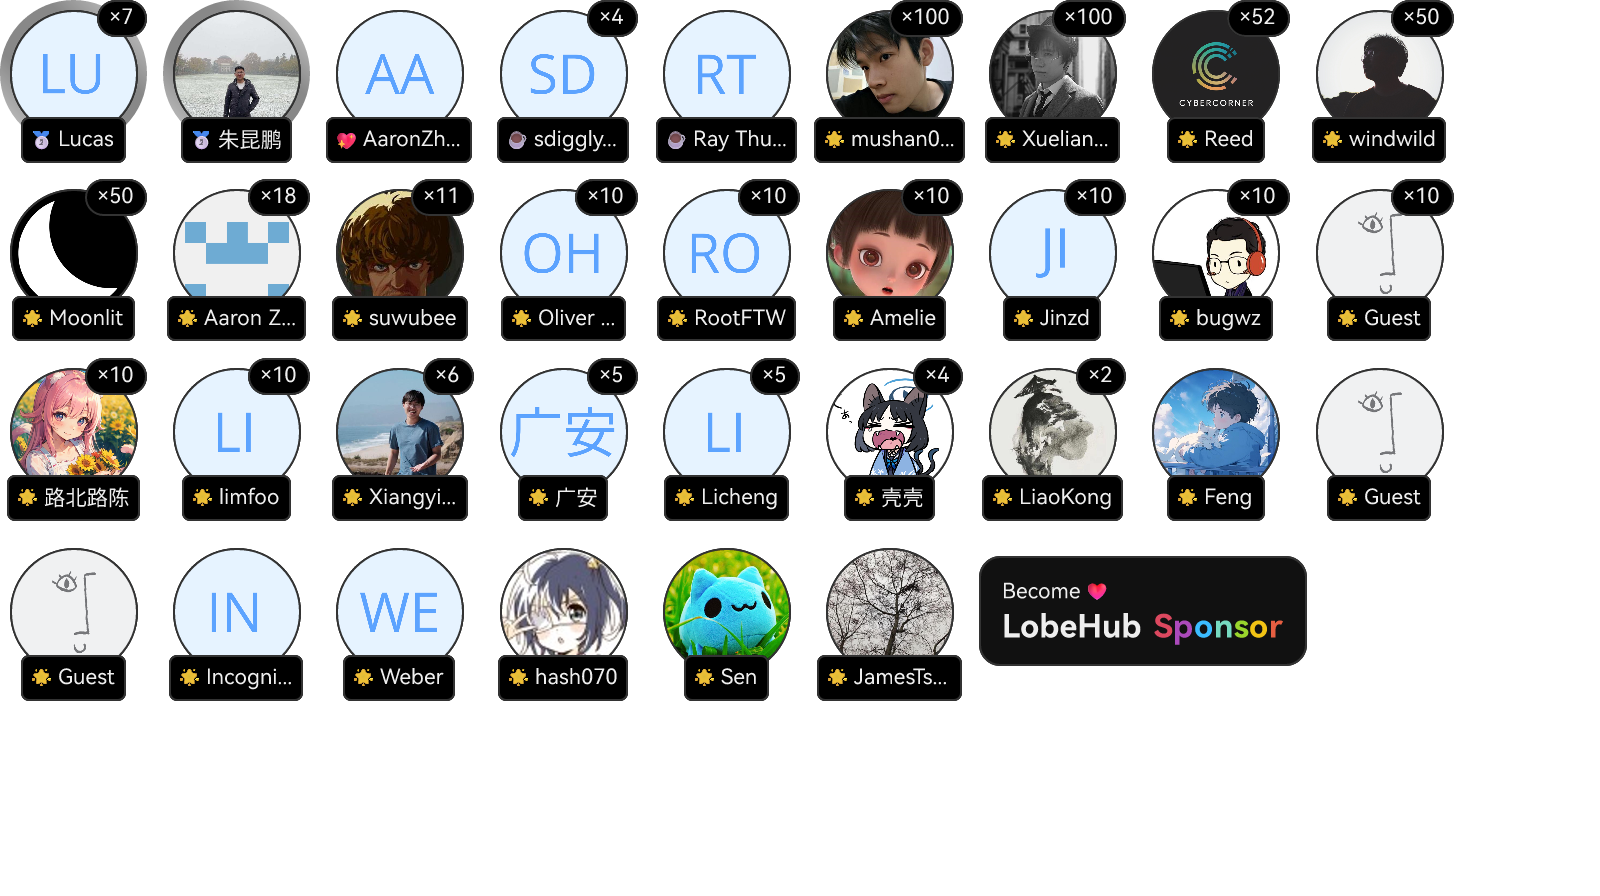 ×7
×4
×100
×100
×52
×50
LU
AA
SD
RT
CYBERCORNER
Lucas
朱昆鹏
AaronZh...
sdiggly...
Ray Thu...
mushan0...
Xuelian...
Reed
windwild
×50
×18
×11
×10
×10
×10
×10
×10
×10
OH
RO
JI
Moonlit
Aaron Z...
suwubee
Oliver ...
RootFTW
Amelie
Jinzd
bugwz
Guest
×10
×10
×6
×5
×5
×4
×2
LI
广安
LI
あ
路北路陈
limfoo
Xiangyi...
广安
Licheng
壳壳
LiaoKong
Feng
Guest
IN
WE
Become
LobeHub Sponsor
Guest
Incogni...
Weber
hash070
Sen
JamesTs...